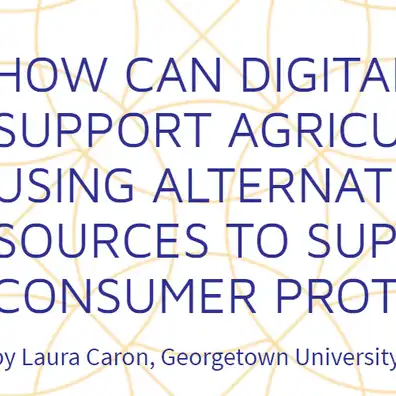 HOW CAN DIGITA
SUPPORT AGRICU
USING ALTERNAT
SOURCES TO SUP
CONSUMER PROT
by Laura Caron, Georgetown University